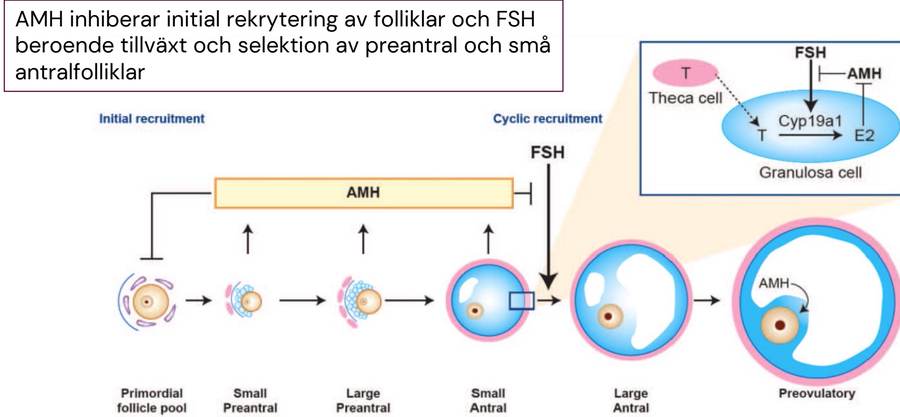 AMH inhiberar initial rekrytering av folliklar och FSH
beroende tillväxt och selektion av preantral och små
antralfolliklar
FSH
AMH
T
Theca cell
T
Cyp19a1
E2
Granulosa cell
Initial recruitment
Cyclic recruitment
FSH
AMH
AMH
Primordial
follicle pool
Small
Preantral
Large
Preantral
Small
Antral
Large
Antral
Preovulatory